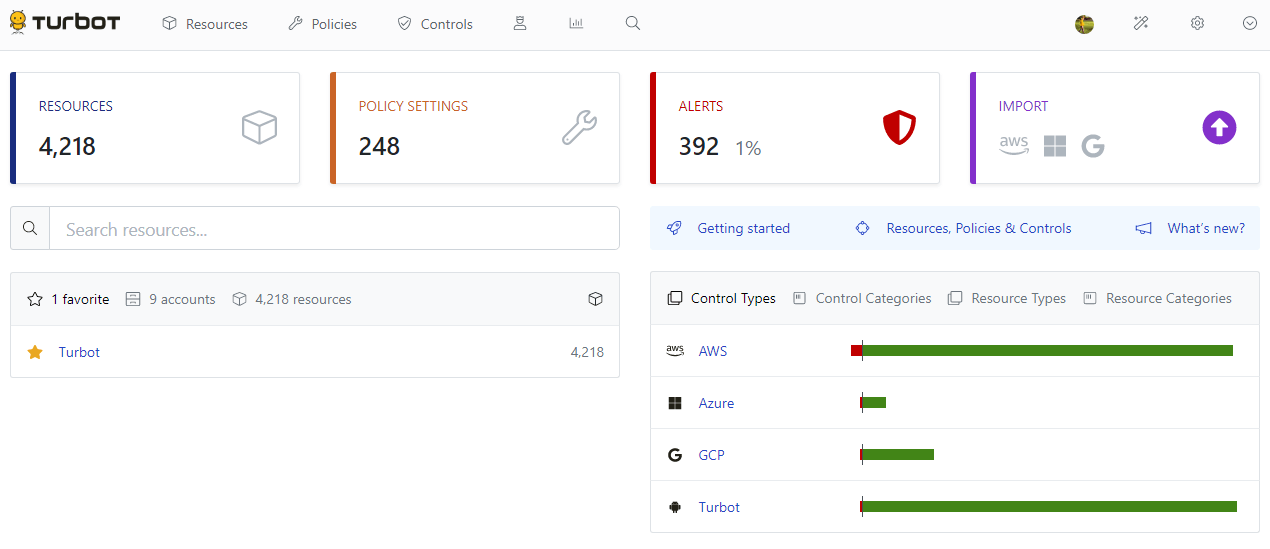 TURBOT Resources Policies Controls
RESOURCES
4,218
POLICY SETTINGS
248
ALERTS
392 1%
IMPORT
aws
Search resources...
Getting started Resources, Policies & Controls What's new?
1 favorite 9 accounts 4,218 resources
Turbot 4,218
Control Types Control Categories Resource Types Resource Categories
aws AWS
Azure
G GCP
Turbot